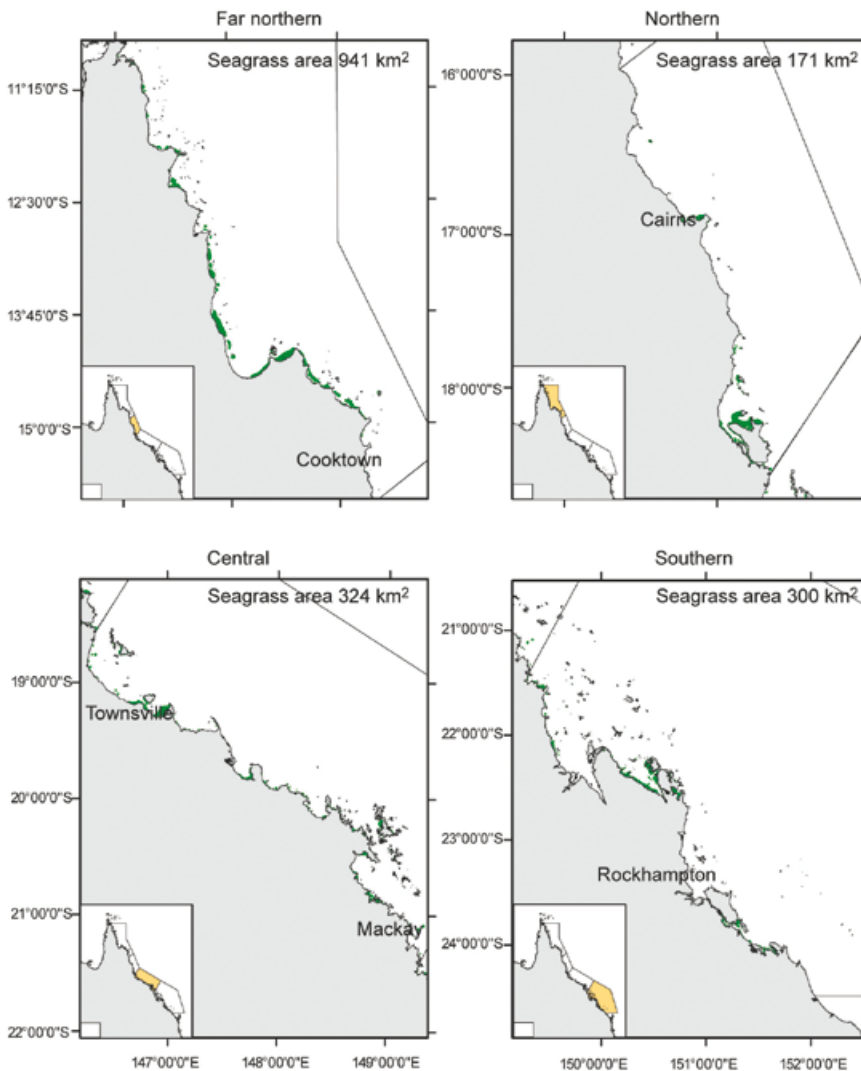 Far northern
Seagrass area 941 km²
11°15'0"S
12°30'0"S
13°45'0"S
15°0'0"S
Cooktown
Northern
Seagrass area 171 km²
16°00'0"S
Cairns
17°00'0"S
18°00'0"S
Central
Seagrass area 324 km²
19°00'0"S
Townsville
20°00'0"S
21°00'0"S
Mackay
22°00'0"S
147°00'0"E
148°00'0"E
149°00'0"E
Southern
Seagrass area 300 km²
21°00'0"S
22°00'0"S
23°00'0"S
Rockhampton
24°00'0"S
150°00'0"E
151°00'0"E
152°00'0"E